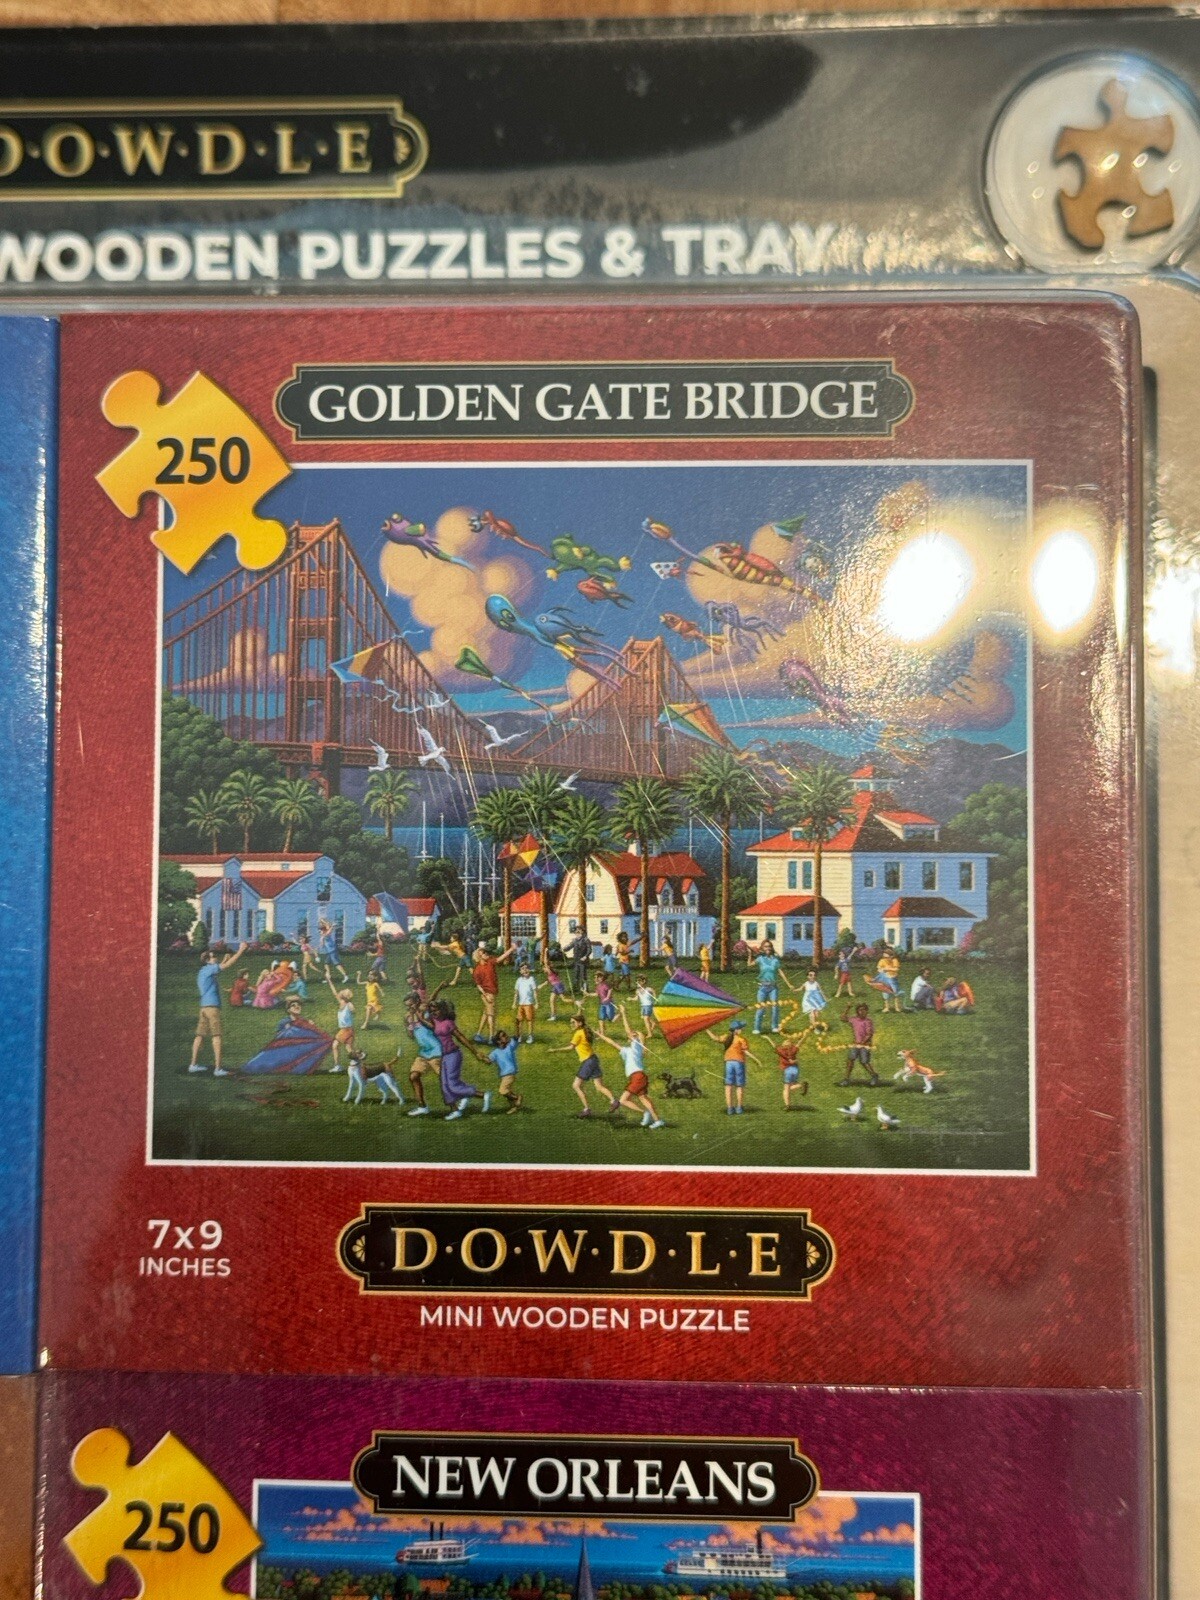 D·O·W·D·L·E
WOODEN PUZZLES & TRAY
GOLDEN GATE BRIDGE
250
7x9
INCHES
D·O·W·D·L·E
MINI WOODEN PUZZLE
NEW ORLEANS
250